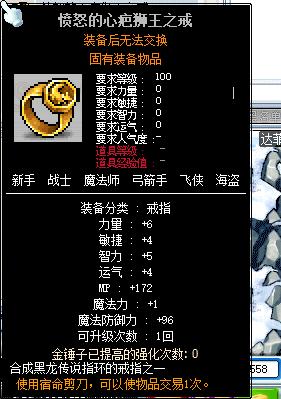 愤怒的心疤狮王之戒
装备后无法交换
固有装备物品
要求等级： 100
要求力量： 0
要求敏捷： 0
要求智力： 0
要求运气： 0
要求人气度： -
道具等级： -
道具经验值： -
新手 战士 魔法师 弓箭手 飞侠 海盗
装备分类 : 戒指
力量 : +6
敏捷 : +4
智力 : +5
运气 : +4
MP : +172
魔法力 : +1
魔法防御力 : +96
可升级次数 : 1回
金锤子已提高的强化次数: 0
合成黑龙传说指环的戒指之一
使用宿命剪刀，可以使物品交易1次。
达菲
558